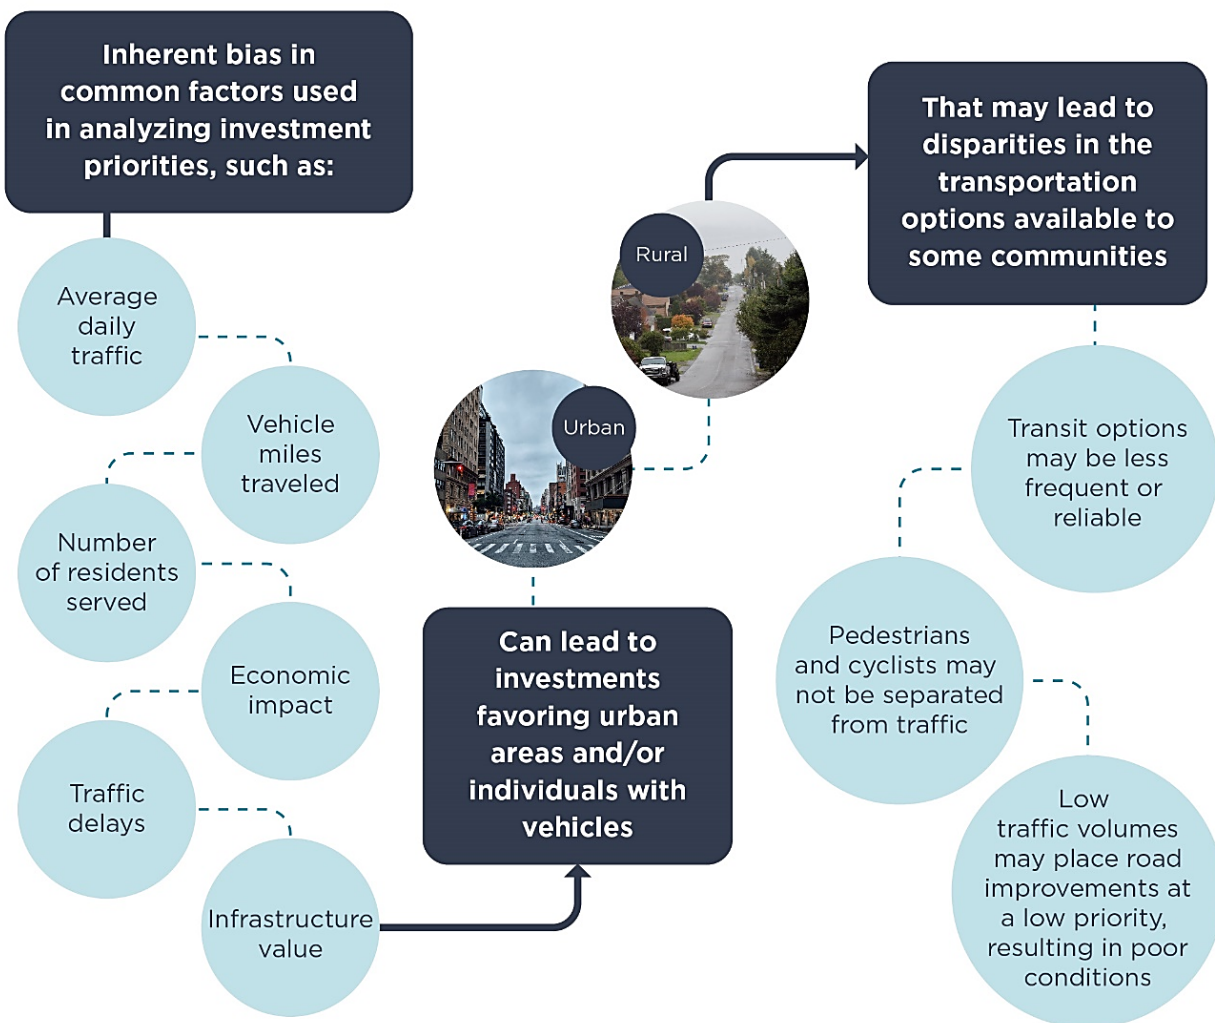 Inherent bias in
common factors used
in analyzing investment
priorities, such as:
Average
daily
traffic
Vehicle
miles
traveled
Number
of residents
served
Economic
impact
Traffic
delays
Infrastructure
value
Can lead to
investments
favoring urban
areas and/or
individuals with
vehicles
Urban
Rural
That may lead to
disparities in the
transportation
options available to
some communities
Transit options
may be less
frequent or
reliable
Pedestrians
and cyclists may
not be separated
from traffic
Low
traffic volumes
may place road
improvements at
a low priority,
resulting in poor
conditions